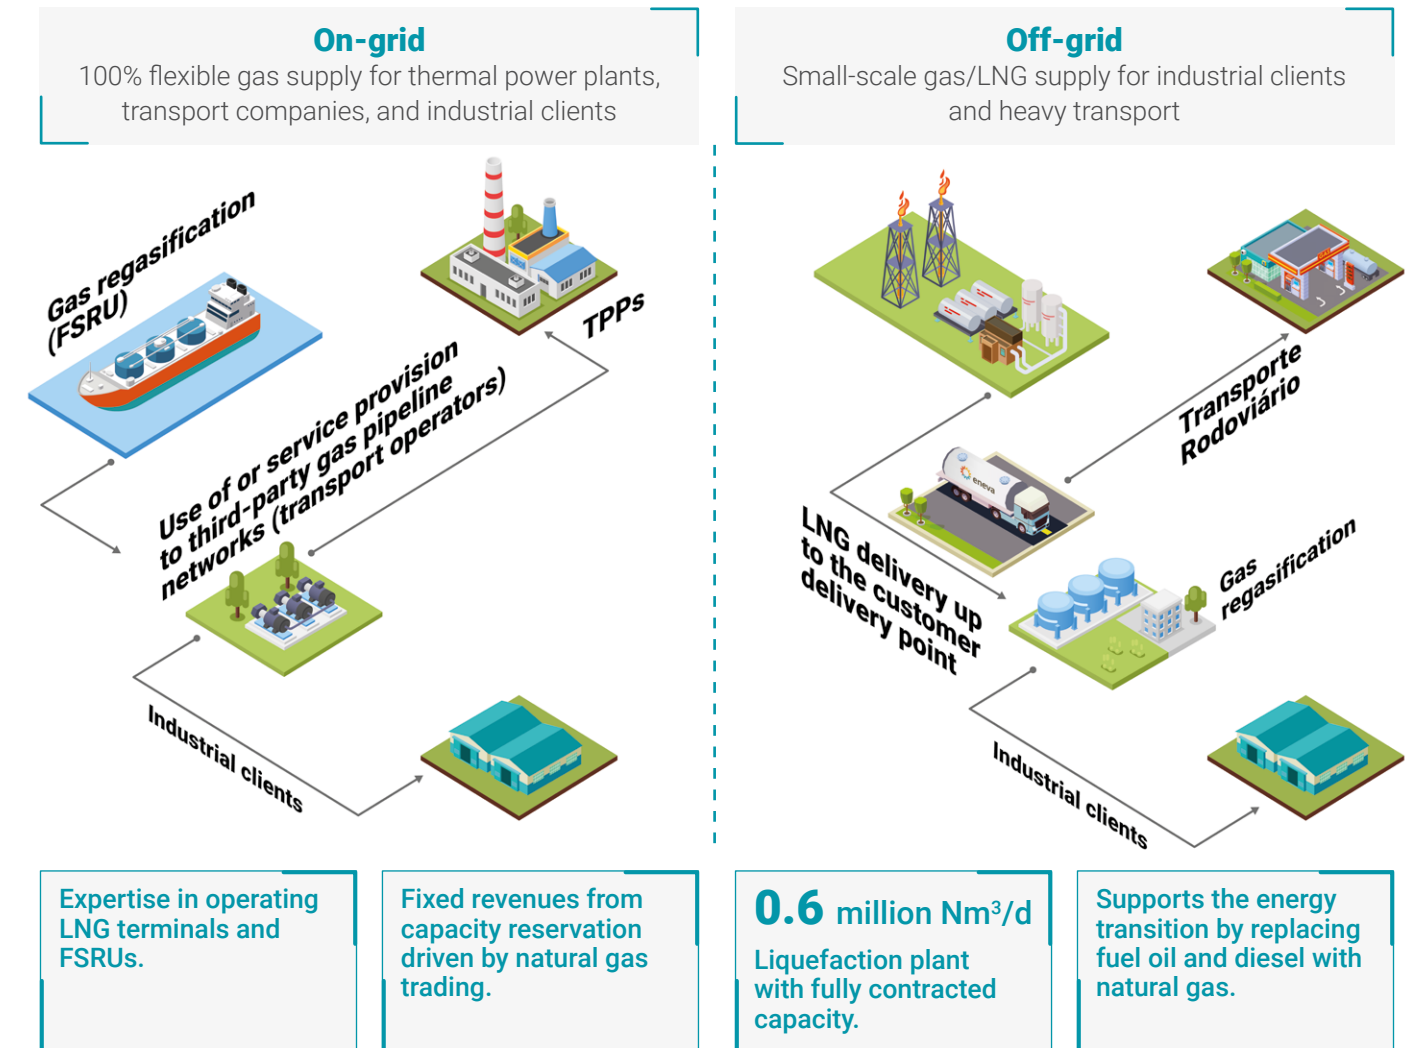 On-grid
100% flexible gas supply for thermal power plants,
transport companies, and industrial clients
Gas regasification
(FSRU)
TPPs
Use of or service provision
to third-party gas pipeline
networks (transport operators)
Industrial clients
Expertise in operating
LNG terminals and
FSRUs.
Fixed revenues from
capacity reservation
driven by natural gas
trading.
Off-grid
Small-scale gas/LNG supply for industrial clients
and heavy transport
Transporte
Rodoviário
eneva
LNG delivery up
to the customer
delivery point
Gas
regasification
Industrial clients
0.6 million Nm³/d
Liquefaction plant
with fully contracted
capacity.
Supports the energy
transition by replacing
fuel oil and diesel with
natural gas.